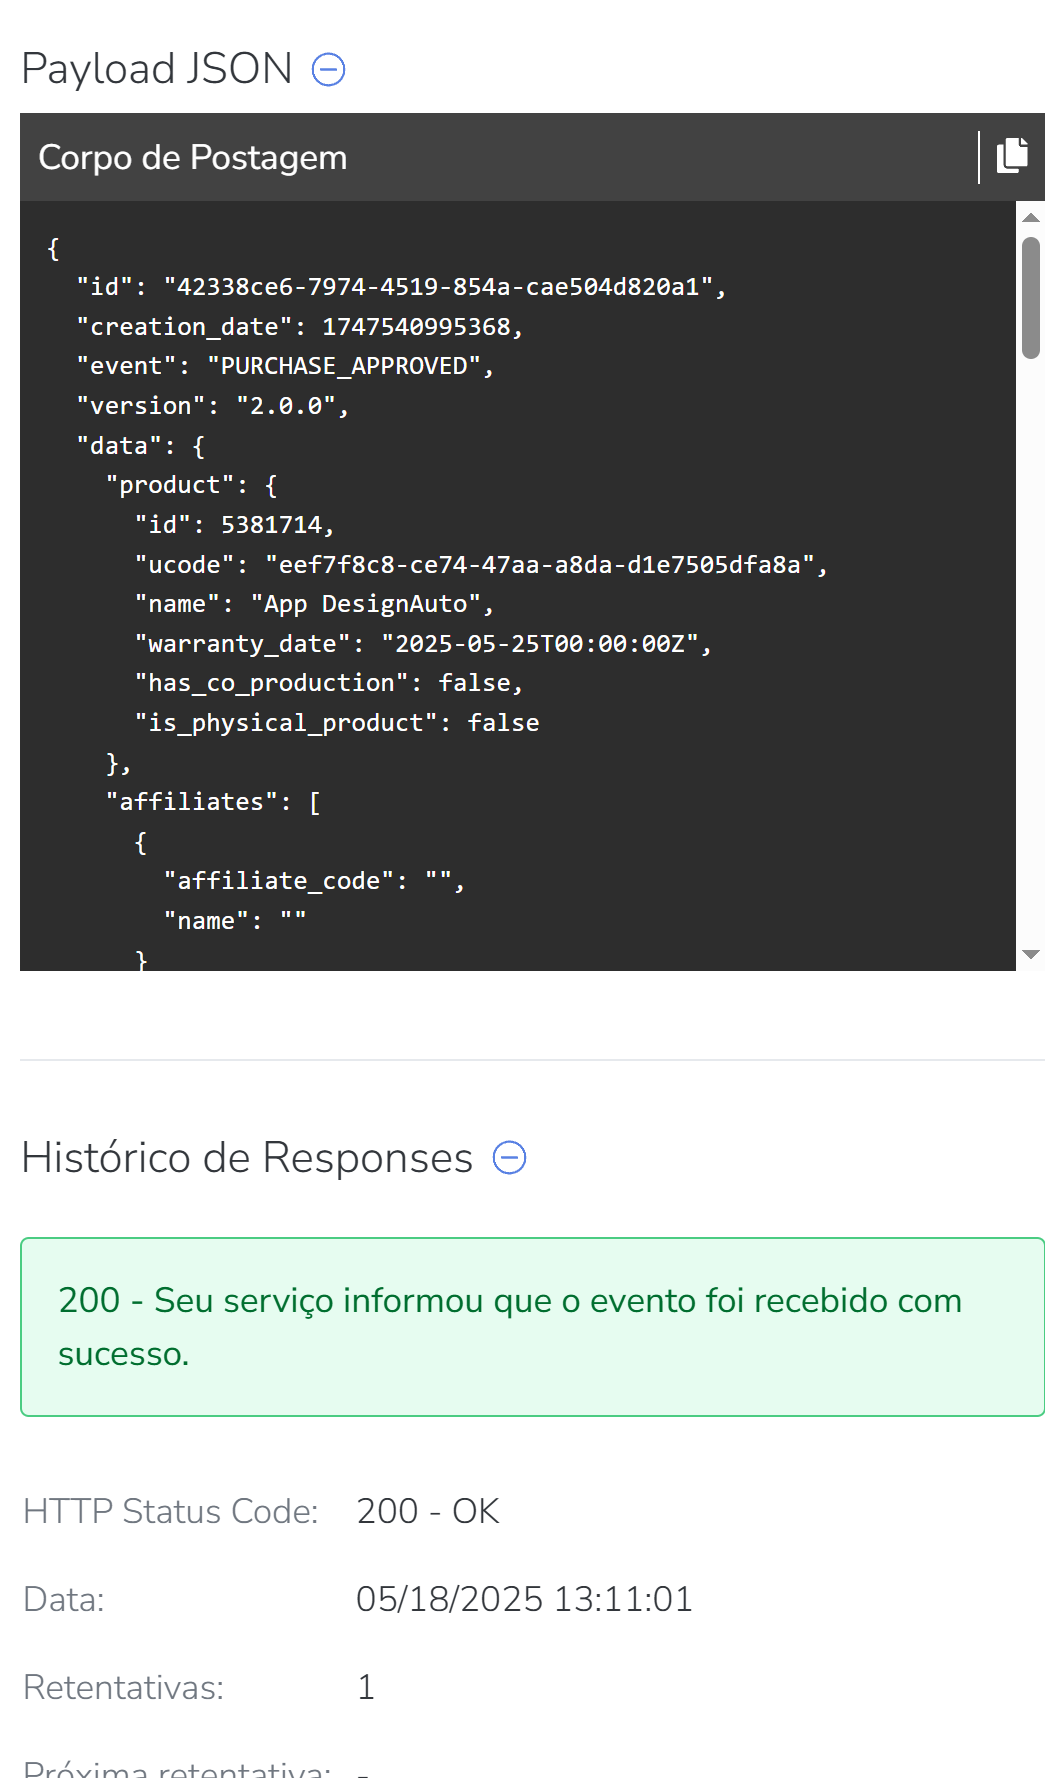 Payload JSON
Corpo de Postagem
{
  "id": "42338ce6-7974-4519-854a-cae504d820a1",
  "creation_date": 1747540995368,
  "event": "PURCHASE_APPROVED",
  "version": "2.0.0",
  "data": {
    "product": {
      "id": 5381714,
      "ucode": "eef7f8c8-ce74-47aa-a8da-d1e7505dfa8a",
      "name": "App DesignAuto",
      "warranty_date": "2025-05-25T00:00:00Z",
      "has_co_production": false,
      "is_physical_product": false
    },
    "affiliates": [
      {
        "affiliate_code": "",
        "name": ""
      }
Histórico de Responses
200 - Seu serviço informou que o evento foi recebido com
sucesso.
HTTP Status Code: 200 - OK
Data: 05/18/2025 13:11:01
Retentativas: 1
Próxima retentativa: -